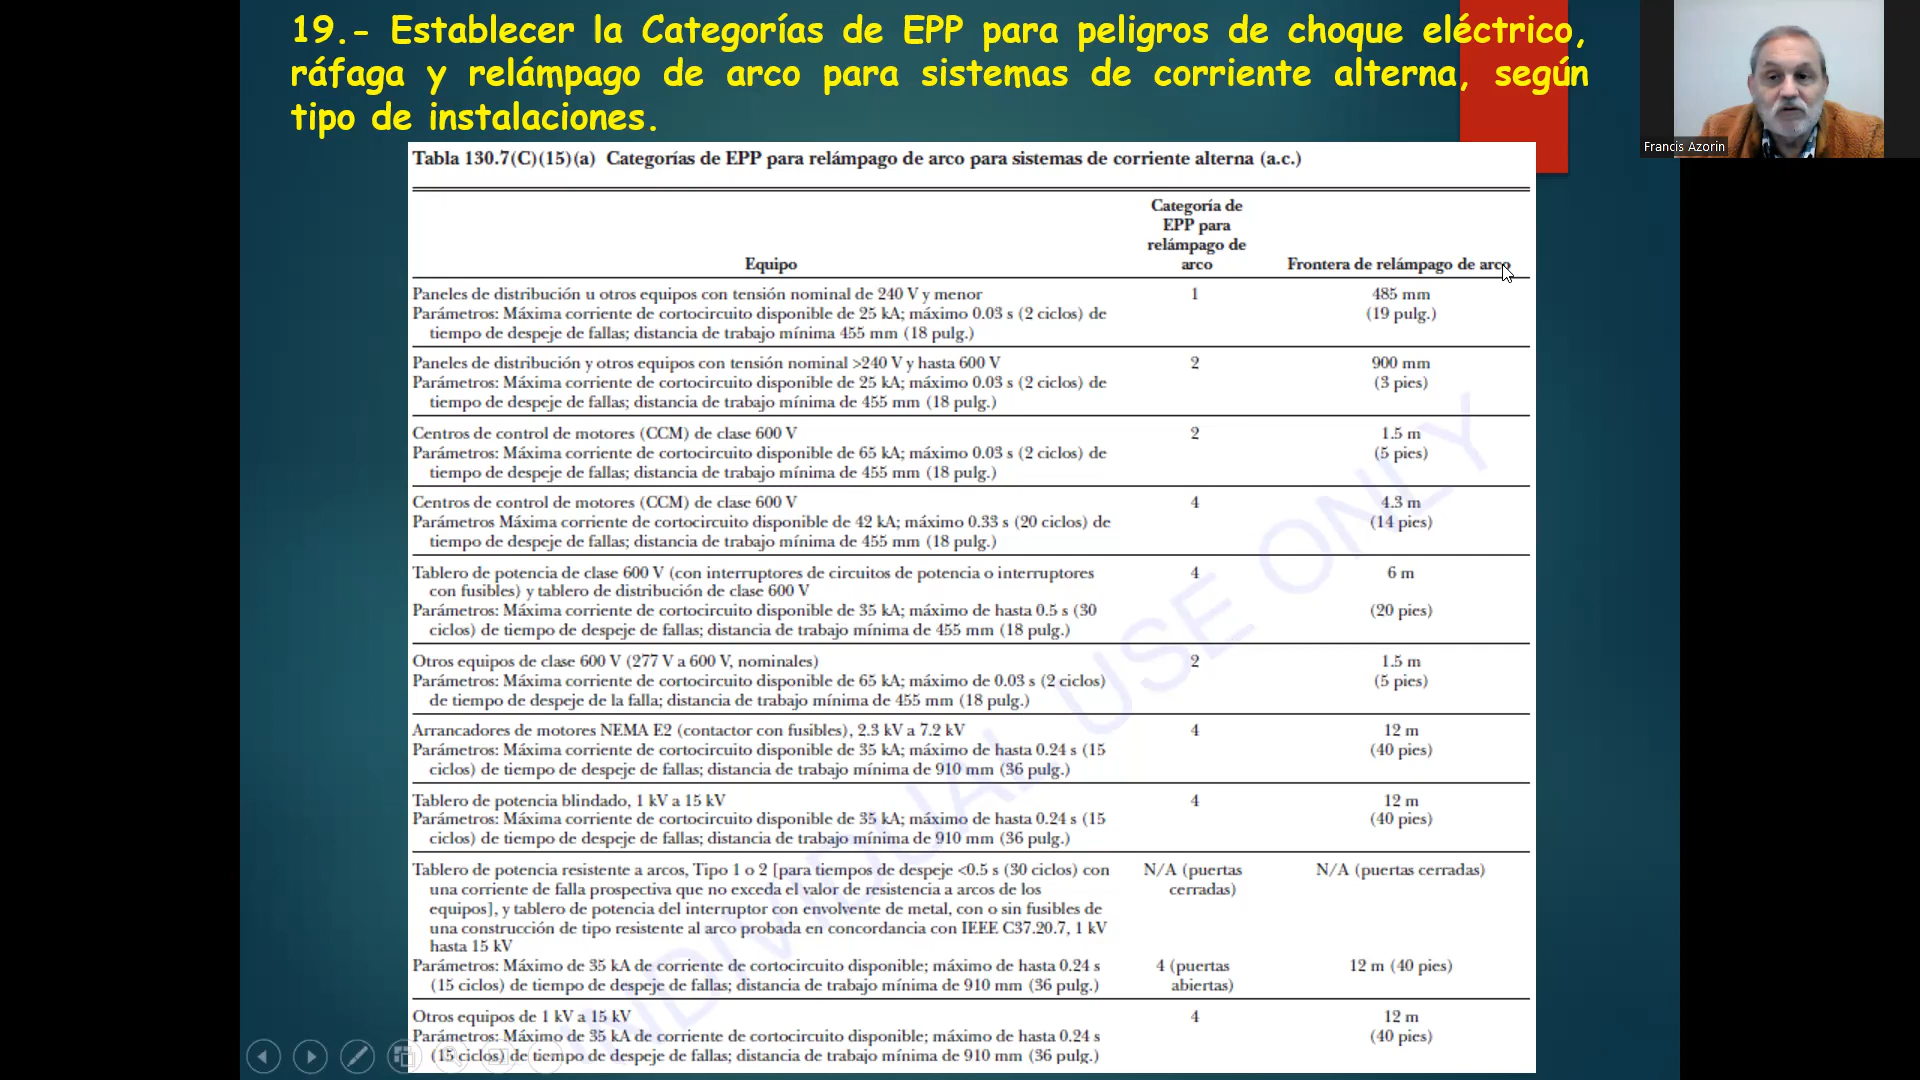 19.- Establecer la Categorías de EPP para peligros de choque eléctrico,
ráfaga y relámpago de arco para sistemas de corriente alterna, según
tipo de instalaciones.
Francis Azorin
Tabla 130.7(C)(15)(a) Categorías de EPP para relámpago de arco para sistemas de corriente alterna (a.c.)
Categoría de
EPP para
relámpago de
Equipo arco Frontera de relámpago de arco
Paneles de distribución u otros equipos con tensión nominal de 240 V y menor 1 485 mm
Parámetros: Máxima corriente de cortocircuito disponible de 25 kA; máximo 0.03 s (2 ciclos) de (19 pulg.)
tiempo de despeje de fallas; distancia de trabajo mínima 455 mm (18 pulg.)
Paneles de distribución y otros equipos con tensión nominal >240 V y hasta 600 V 2 900 mm
Parámetros: Máxima corriente de cortocircuito disponible de 25 kA; máximo 0.03 s (2 ciclos) de (3 pies)
tiempo de despeje de fallas; distancia de trabajo mínima de 455 mm (18 pulg.)
Centros de control de motores (CCM) de clase 600 V 2 1.5 m
Parámetros: Máxima corriente de cortocircuito disponible de 65 kA; máximo 0.03 s (2 ciclos) de (5 pies)
tiempo de despeje de fallas; distancia de trabajo mínima de 455 mm (18 pulg.)
Centros de control de motores (CCM) de clase 600 V 4 4.3 m
Parámetros Máxima corriente de cortocircuito disponible de 42 kA; máximo 0.33 s (20 ciclos) de (14 pies)
tiempo de despeje de fallas; distancia de trabajo mínima de 455 mm (18 pulg.)
Tablero de potencia de clase 600 V (con interruptores de circuitos de potencia o interruptores 4 6 m
con fusibles) y tablero de distribución de clase 600 V
Parámetros: Máxima corriente de cortocircuito disponible de 35 kA; máximo de hasta 0.5 s (30 (20 pies)
ciclos) de tiempo de despeje de fallas; distancia de trabajo mínima de 455 mm (18 pulg.)
Otros equipos de clase 600 V (277 V a 600 V, nominales) 2 1.5 m
Parámetros: Máxima corriente de cortocircuito disponible de 65 kA; máximo de 0.03 s (2 ciclos) (5 pies)
de tiempo de despeje de la falla; distancia de trabajo mínima de 455 mm (18 pulg.)
Arrancadores de motores NEMA E2 (contactor con fusibles), 2.3 kV a 7.2 kV 4 12 m
Parámetros: Máxima corriente de cortocircuito disponible de 35 kA; máximo de hasta 0.24 s (15 (40 pies)
ciclos) de tiempo de despeje de fallas; distancia de trabajo mínima de 910 mm (36 pulg.)
Tablero de potencia blindado, 1 kV a 15 kV 4 12 m
Parámetros: Máxima corriente de cortocircuito disponible de 35 kA; máximo de hasta 0.24 s (15 (40 pies)
ciclos) de tiempo de despeje de fallas; distancia de trabajo mínima de 910 mm (36 pulg.)
Tablero de potencia resistente a arcos, Tipo 1 o 2 [para tiempos de despeje <0.5 s (30 ciclos) con N/A (puertas N/A (puertas cerradas)
una corriente de falla prospectiva que no exceda el valor de resistencia a arcos de los cerradas)
equipos], y tablero de potencia del interruptor con envolvente de metal, con o sin fusibles de
una construcción de tipo resistente al arco probada en concordancia con IEEE C37.20.7, 1 kV
hasta 15 kV
Parámetros: Máximo de 35 kA de corriente de cortocircuito disponible; máximo de hasta 0.24 s 4 (puertas 12 m (40 pies)
(15 ciclos) de tiempo de despeje de fallas; distancia de trabajo mínima de 910 mm (36 pulg.) abiertas)
Otros equipos de 1 kV a 15 kV 4 12 m
Parámetros: Máximo de 35 kA de corriente de cortocircuito disponible; máximo de hasta 0.24 s (40 pies)
(15 ciclos) de tiempo de despeje de fallas; distancia de trabajo mínima de 910 mm (36 pulg.)
INDIVIDUAL USE ONLY